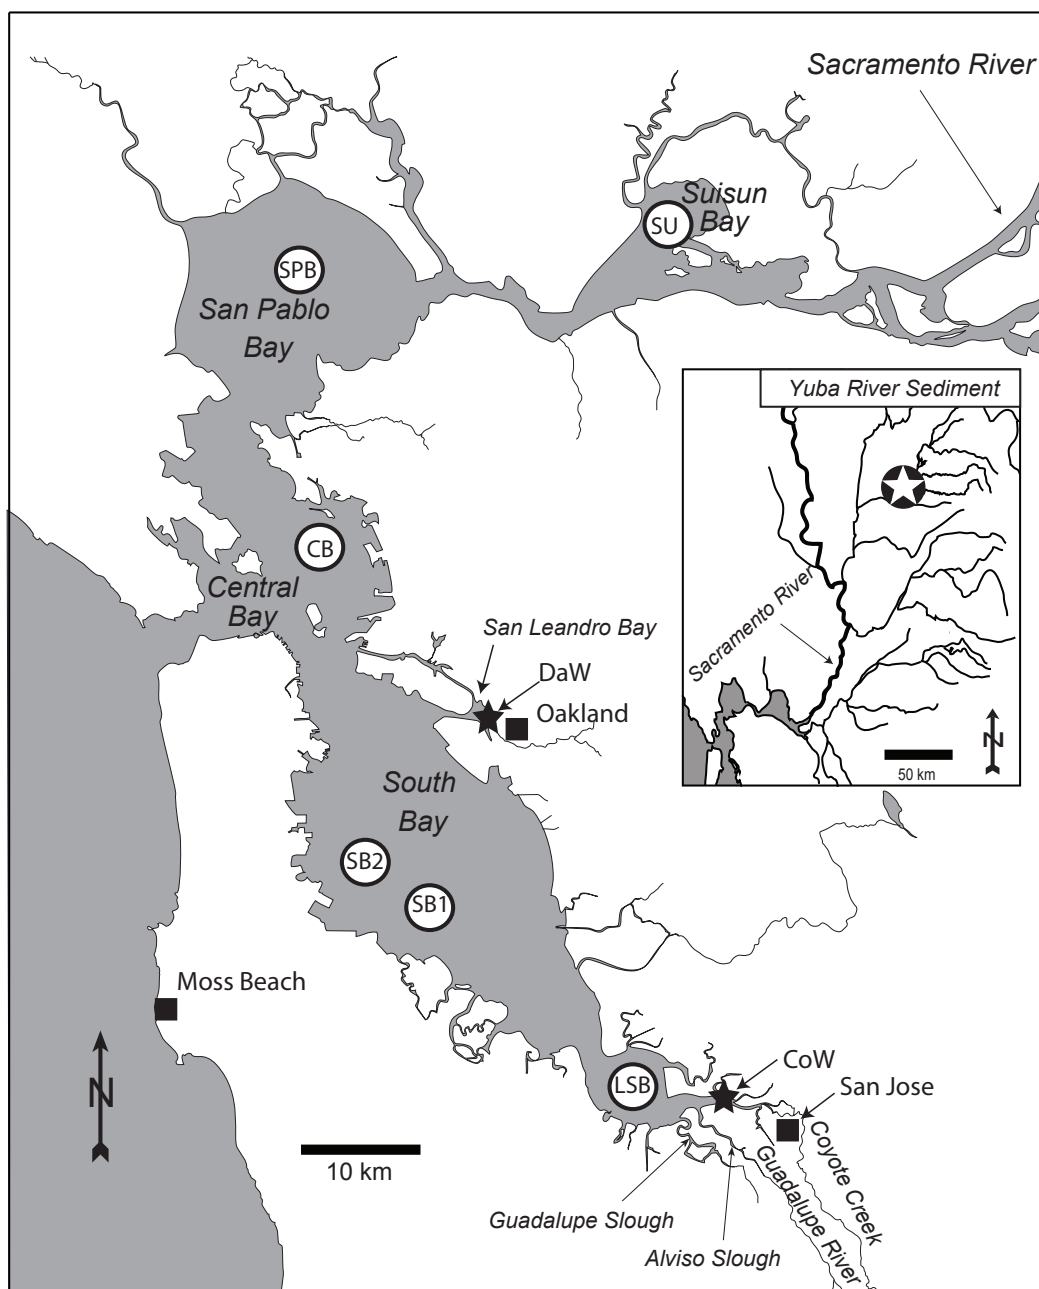 Sacramento River
Suisun
Bay
SU
SPB
San Pablo
Bay
Yuba River Sediment
Sacramento River
N
50 km
CB
Central
Bay
San Leandro Bay
DaW
Oakland
South
Bay
SB2
SB1
Moss Beach
N
10 km
LSB
CoW
San Jose
Coyote Creek
Guadalupe River
Guadalupe Slough
Alviso Slough